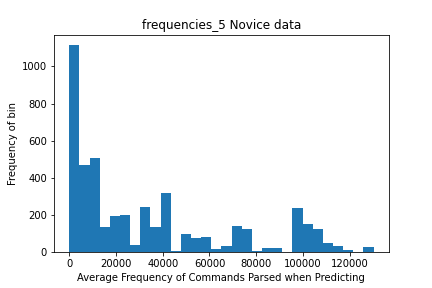 frequencies_5 Novice data
Frequency of bin
1000
800
600
400
200
0
0 20000 40000 60000 80000 100000 120000
Average Frequency of Commands Parsed when Predicting